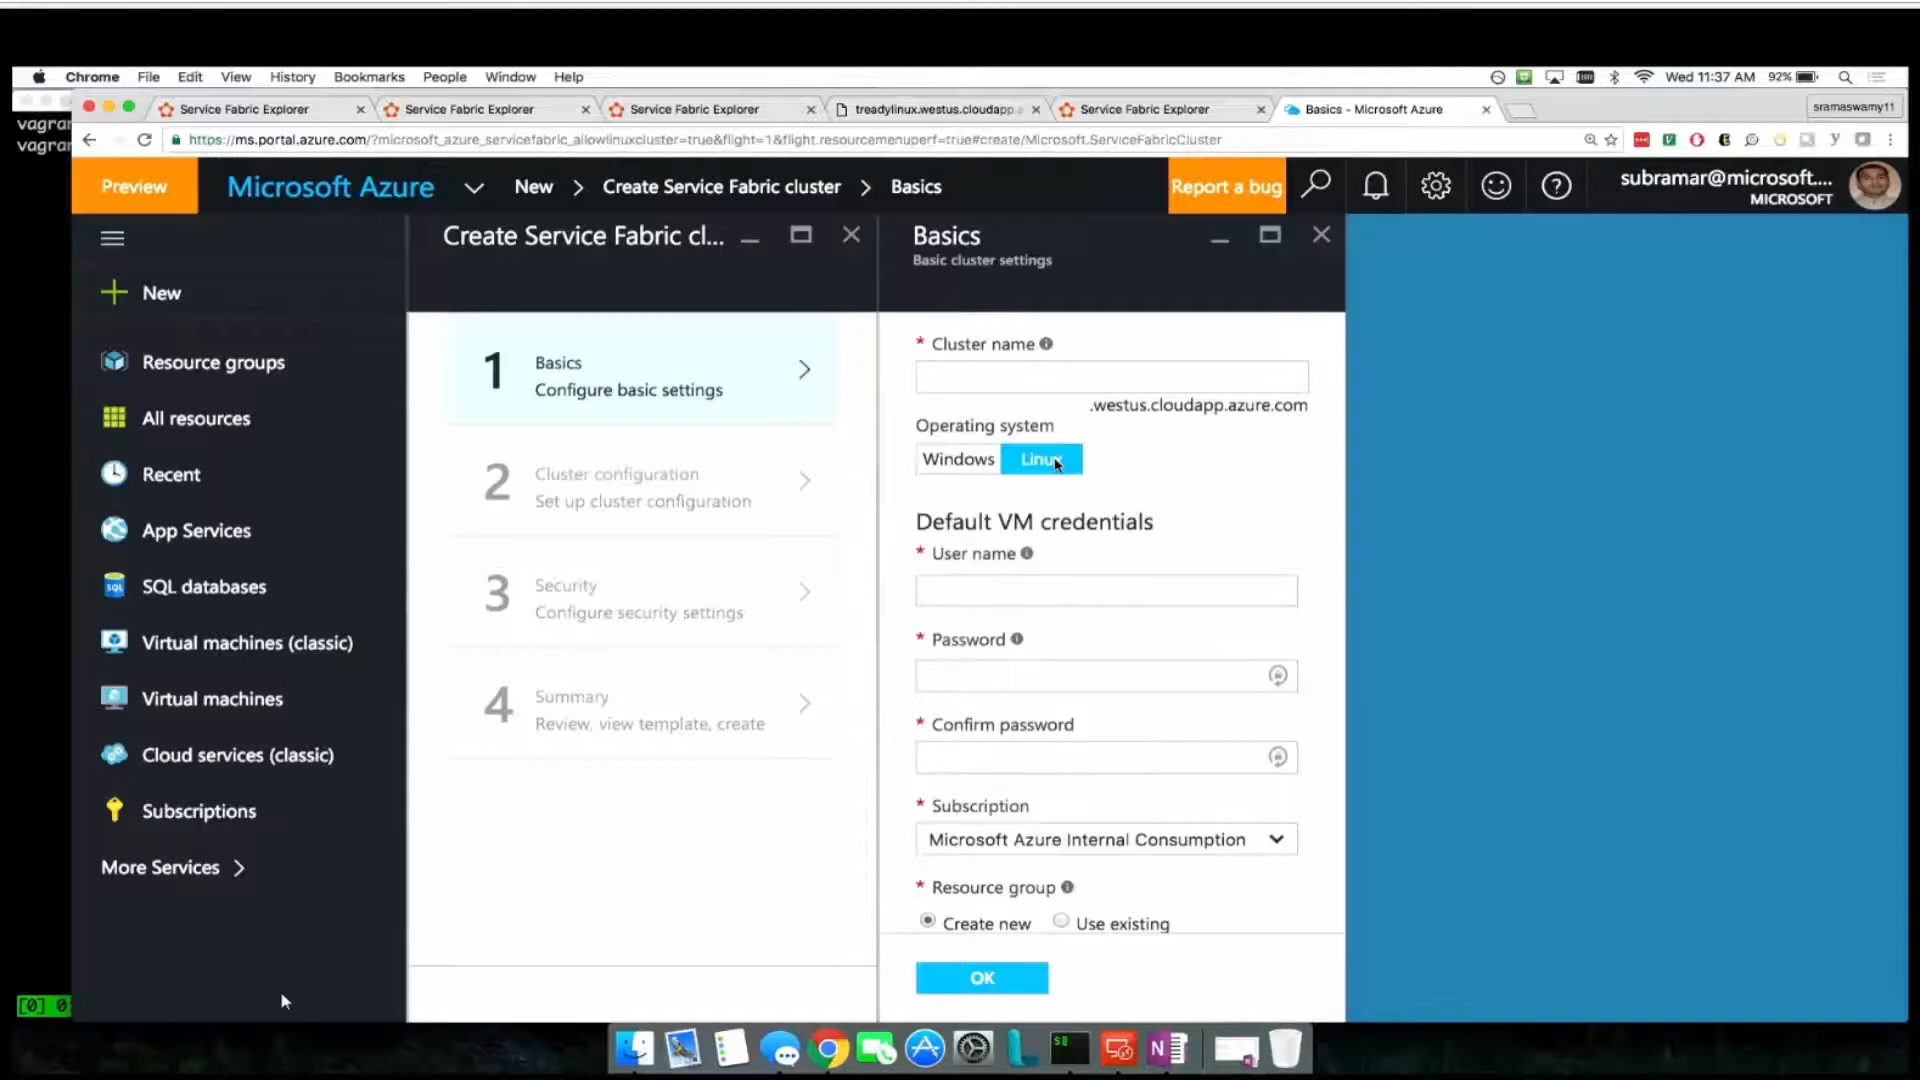 Chrome File Edit View History Bookmarks People Window Help
Wed 11:37 AM 92%
Service Fabric Explorer
Service Fabric Explorer
Service Fabric Explorer
treadylinux.westus.cloudapp.a
Service Fabric Explorer
Basics - Microsoft Azure
sramaswamy11
vagrar
vagrar
https://ms.portal.azure.com/?microsoft_azure_servicefabric_allowlinuxcluster=true&flight=1&flight.resourcemenuperf=true#create/Microsoft.ServiceFabricCluster
Preview
Microsoft Azure
New > Create Service Fabric cluster > Basics
Report a bug
subramar@microsoft....
MICROSOFT
New
Resource groups
All resources
Recent
App Services
SQL databases
Virtual machines (classic)
Virtual machines
Cloud services (classic)
Subscriptions
More Services >
Create Service Fabric cl...
1
Basics
Configure basic settings
2
Cluster configuration
Set up cluster configuration
3
Security
Configure security settings
4
Summary
Review, view template, create
Basics
Basic cluster settings
* Cluster name
.westus.cloudapp.azure.com
Operating system
Windows
Linux
Default VM credentials
* User name
* Password
* Confirm password
* Subscription
Microsoft Azure Internal Consumption
* Resource group
Create new
Use existing
OK
[0] 0